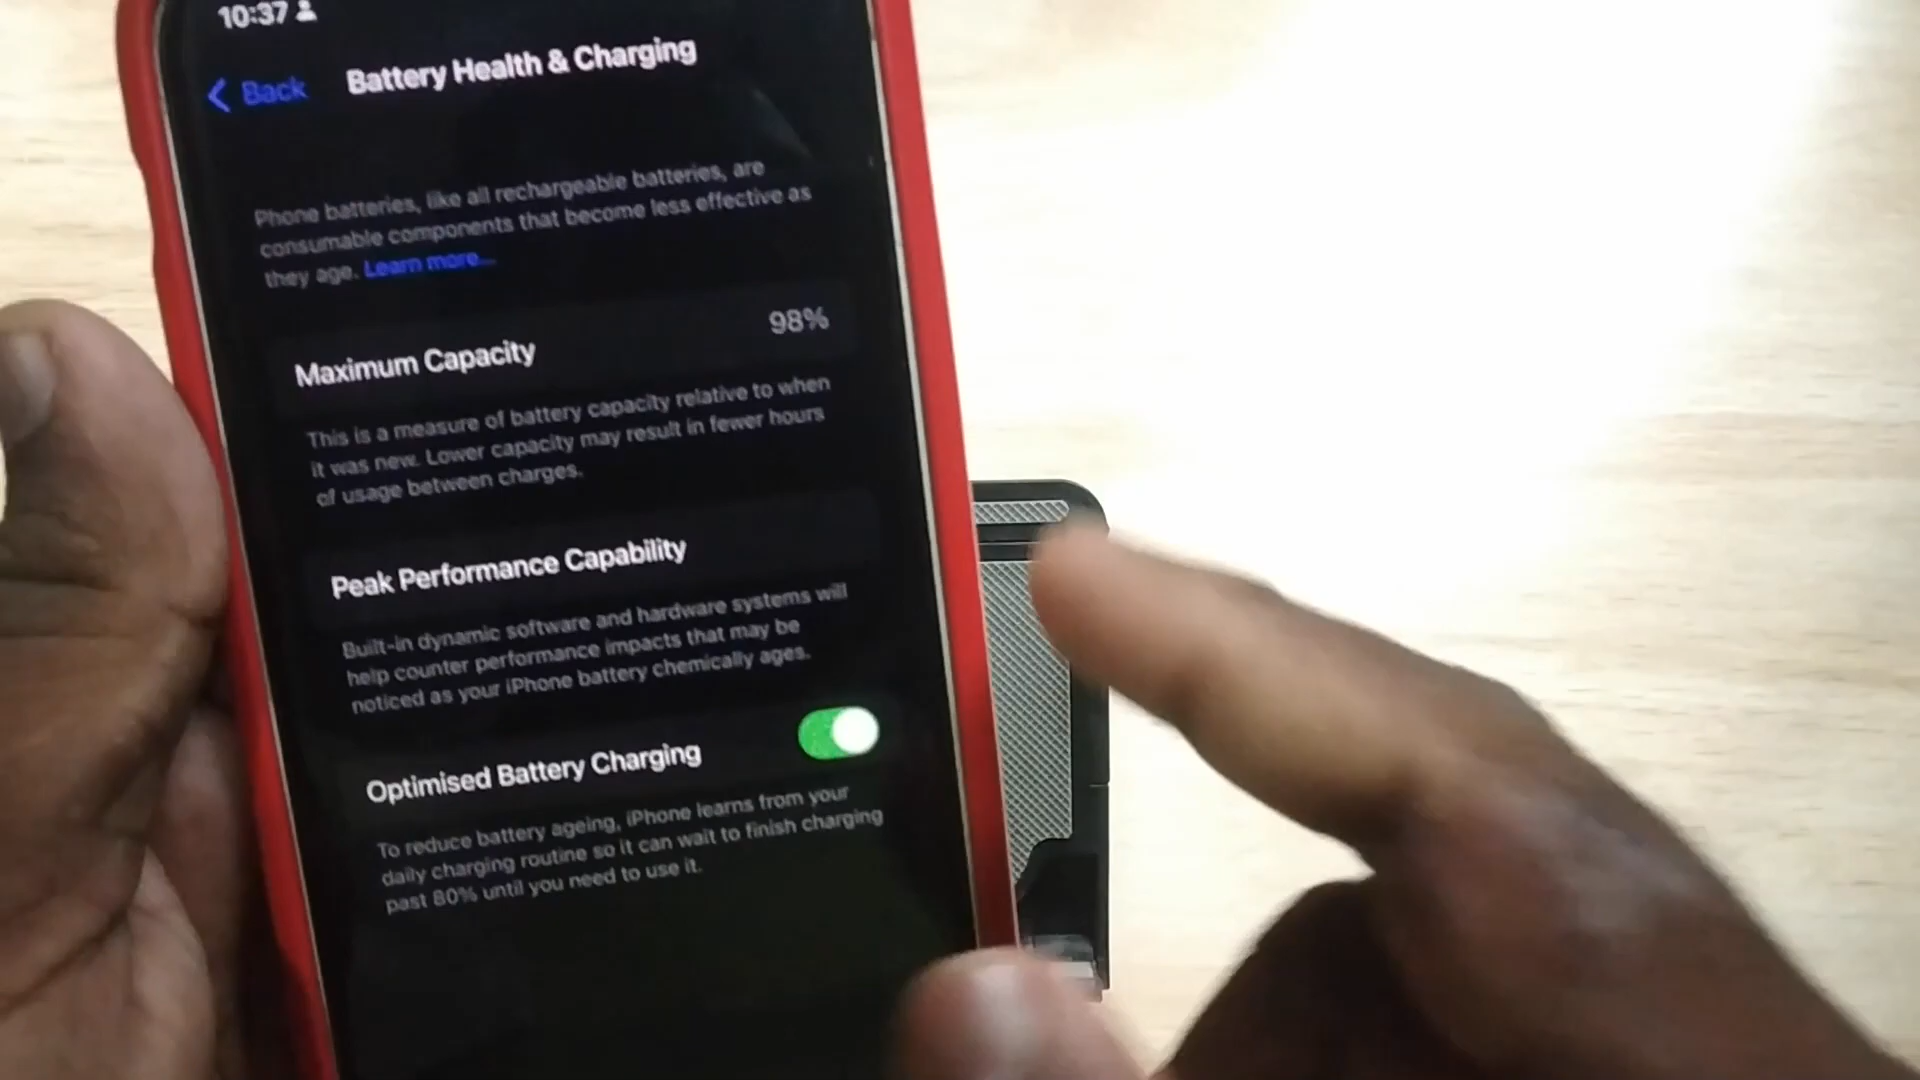 10:37
Back
Battery Health & Charging
Phone batteries, like all rechargeable batteries, are
consumable components that become less effective as
they age. Learn more...
98%
Maximum Capacity
This is a measure of battery capacity relative to when
it was new. Lower capacity may result in fewer hours
of usage between charges.
Peak Performance Capability
Built-in dynamic software and hardware systems will
help counter performance impacts that may be
noticed as your iPhone battery chemically ages.
Optimised Battery Charging
To reduce battery ageing, iPhone learns from your
daily charging routine so it can wait to finish charging
past 80% until you need to use it.